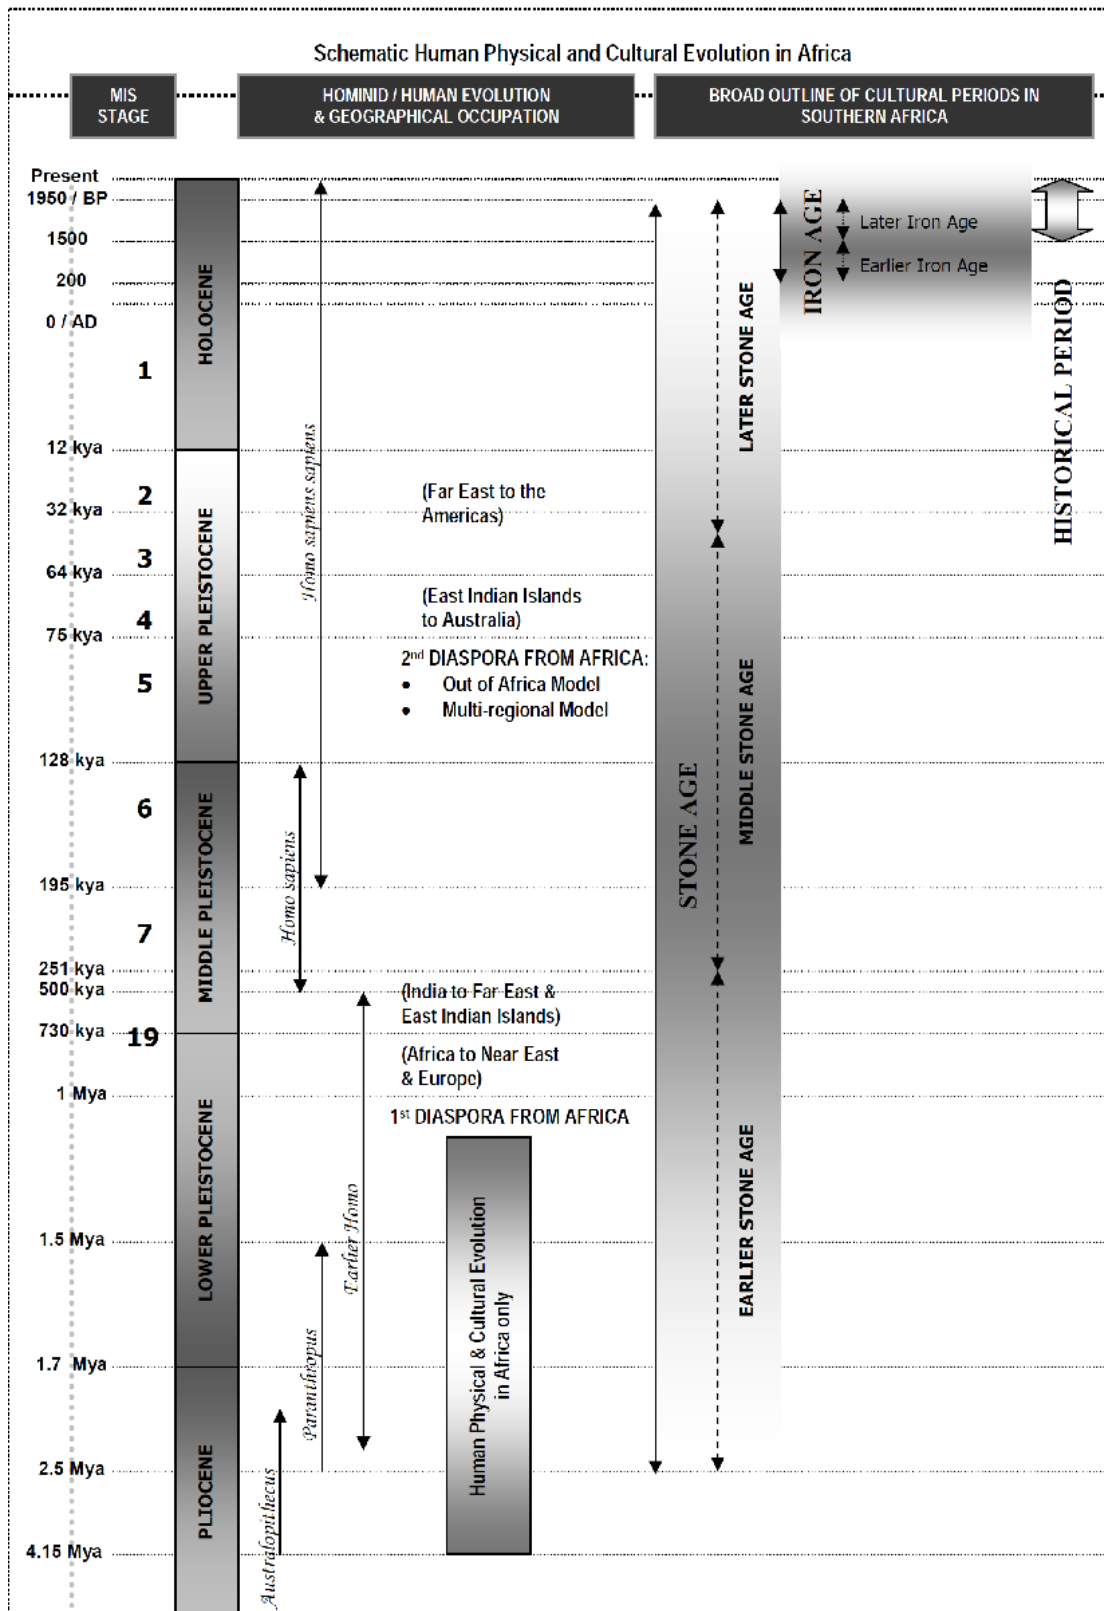 Schematic Human Physical and Cultural Evolution in Africa
MIS
STAGE
HOMINID / HUMAN EVOLUTION
& GEOGRAPHICAL OCCUPATION
BROAD OUTLINE OF CULTURAL PERIODS IN
SOUTHERN AFRICA
Present
1950 / BP
1500
200
0 / AD
12 kya
32 kya
64 kya
75 kya
128 kya
195 kya
251 kya
500 kya
730 kya
1 Mya
1.5 Mya
1.7 Mya
2.5 Mya
4.15 Mya
1
2
3
4
5
6
7
19
HOLOCENE
UPPER PLEISTOCENE
MIDDLE PLEISTOCENE
LOWER PLEISTOCENE
PLIOCENE
Homo sapiens sapiens
Homo sapiens
Earlier Homo
Paranthropus
Australopithecus
(Far East to the
Americas)
(East Indian Islands
to Australia)
2nd DIASPORA FROM AFRICA:
• Out of Africa Model
• Multi-regional Model
(India to Far East &
East Indian Islands)
(Africa to Near East
& Europe)
1st DIASPORA FROM AFRICA
Human Physical & Cultural Evolution
in Africa only
STONE AGE
LATER STONE AGE
MIDDLE STONE AGE
EARLIER STONE AGE
IRON AGE
Later Iron Age
Earlier Iron Age
HISTORICAL PERIOD